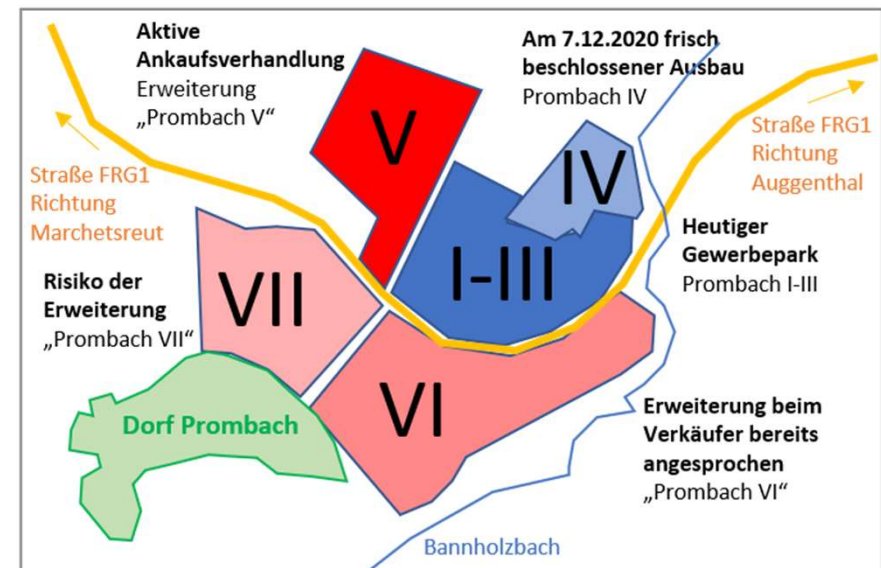 Aktive
Ankaufsverhandlung
Erweiterung
„Prombach V“
Am 7.12.2020 frisch
beschlossener Ausbau
Prombach IV
V
IV
Straße FRG1
Richtung
Marchetsreut
Straße FRG1
Richtung
Auggenthal
I-III
Heutiger
Gewerbepark
Prombach I-III
Risiko der
Erweiterung
„Prombach VII“
VII
VI
Dorf Prombach
Erweiterung beim
Verkäufer bereits
angesprochen
„Prombach VI“
Bannholzbach